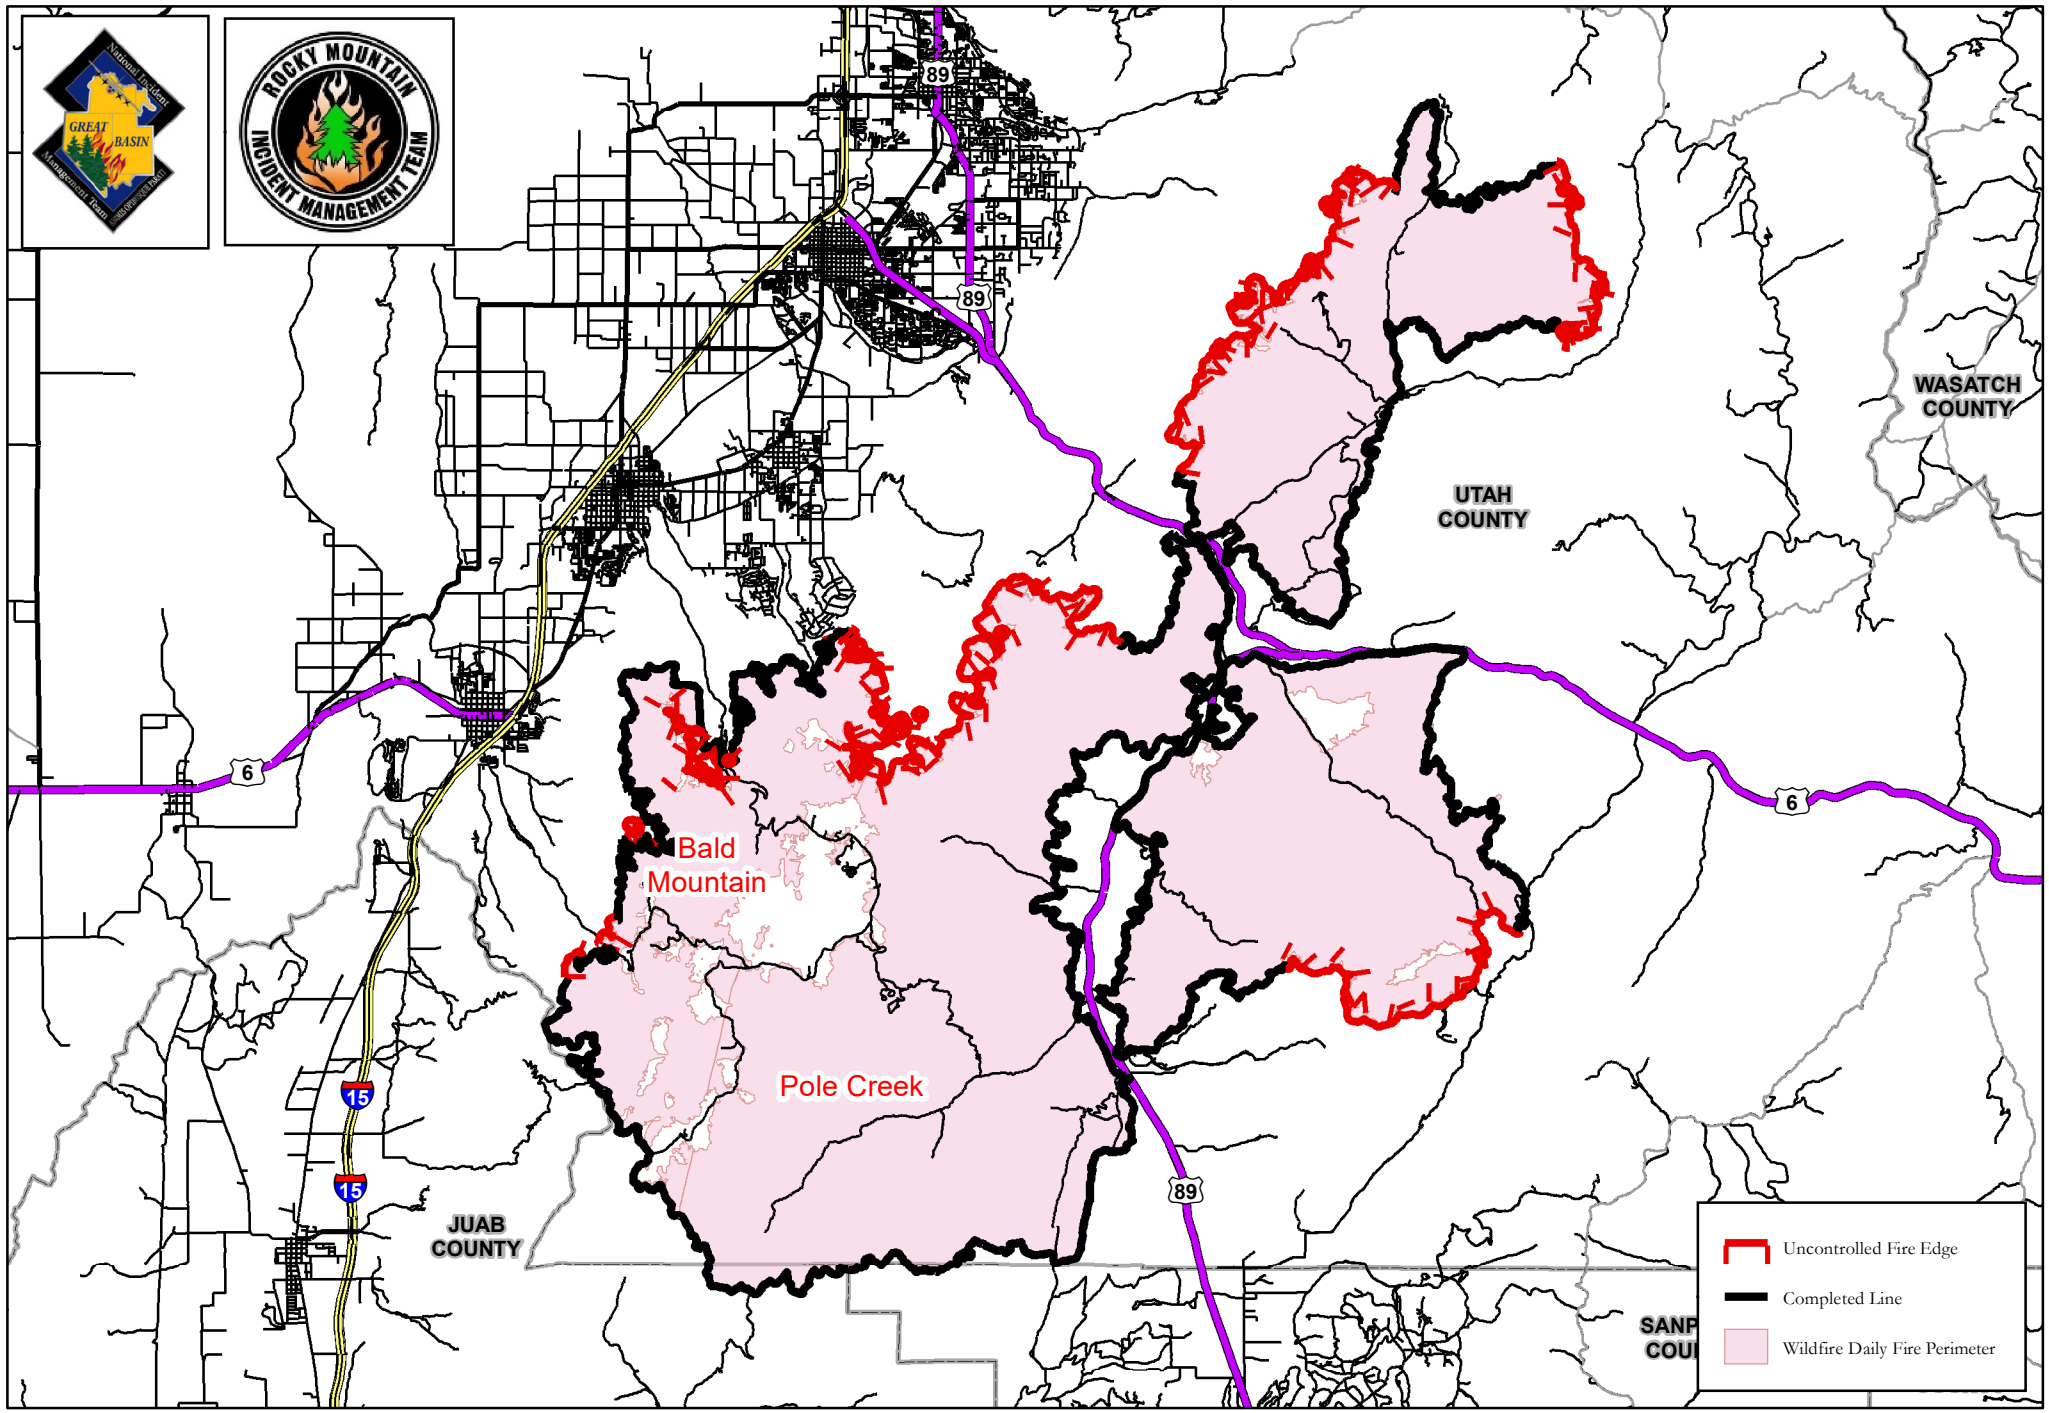 National Incident
GREAT
BASIN
Management Team
ROCKY MOUNTAIN
INCIDENT MANAGEMENT TEAM
89
89
WASATCH
COUNTY
UTAH
COUNTY
6
6
Bald
Mountain
Pole Creek
15
15
89
JUAB
COUNTY
SANP
COU
Uncontrolled Fire Edge
Completed Line
Wildfire Daily Fire Perimeter